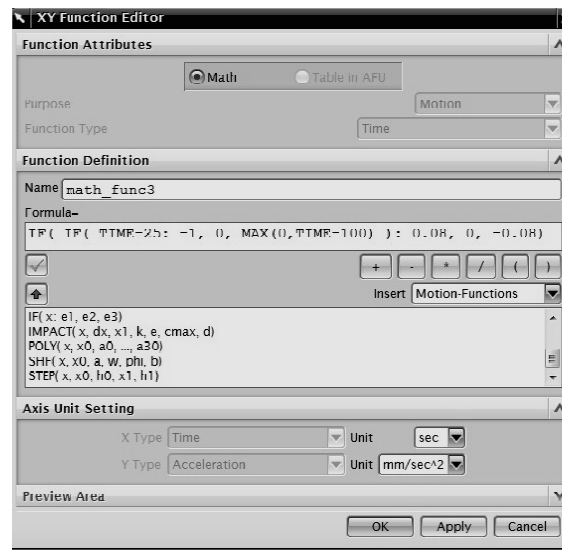 XY Function Editor
Function Attributes
Math Table in AFU
Purpose Motion
Function Type Time
Function Definition
Name math_func3
Formula=
IF( IF( TIME-25: -1, 0, MAX(0,TIME-100) ): 0.08, 0, -0.08)
+ - * / ( )
Insert Motion-Functions
IF( x: e1, e2, e3)
IMPACT( x, dx, x1, k, e, cmax, d)
POLY( x, x0, a0, ..., a30)
SHF( x, x0, a, w, phi, b)
STEP( x, x0, h0, x1, h1)
Axis Unit Setting
X Type Time Unit sec
Y Type Acceleration Unit mm/sec^2
Preview Area
OK Apply Cancel